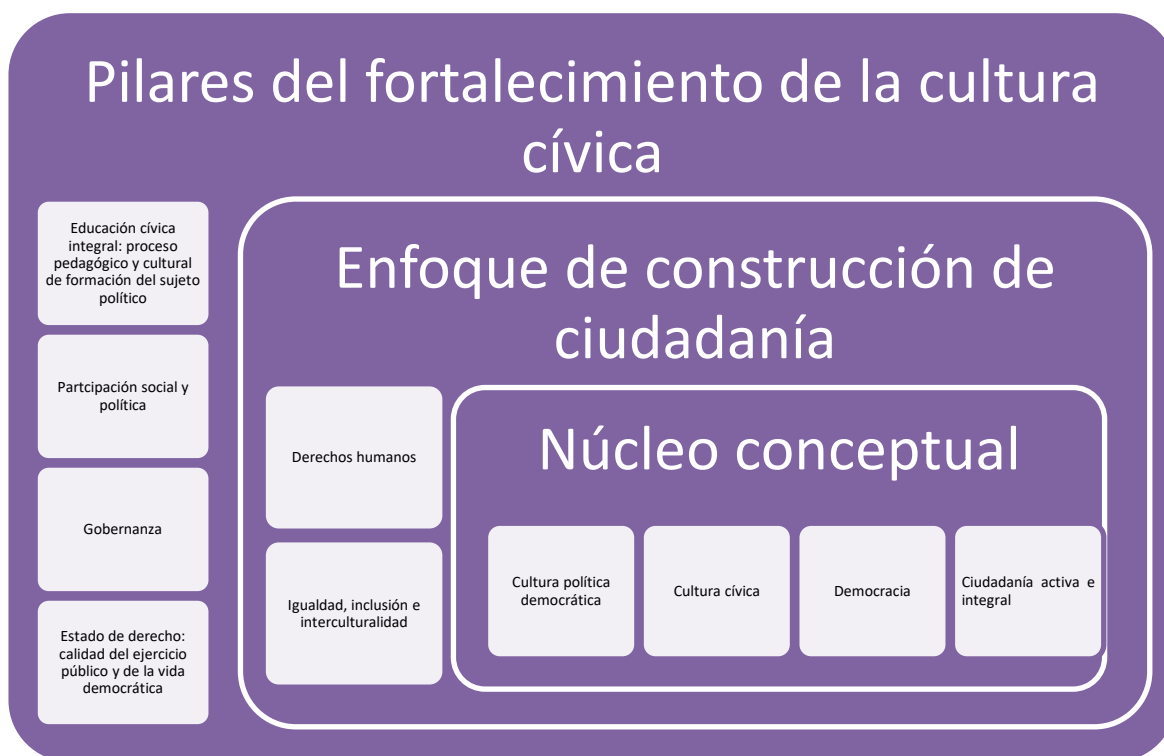 Pilares del fortalecimiento de la cultura
cívica
Educación cívica
integral: proceso
pedagógico y cultural
de formación del sujeto
político
Partcipación social y
política
Gobernanza
Estado de derecho:
calidad del ejercicio
público y de la vida
democrática
Enfoque de construcción de
ciudadanía
Derechos humanos
Igualdad, inclusión e
interculturalidad
Núcleo conceptual
Cultura política
democrática
Cultura cívica
Democracia
Ciudadanía activa e
integral